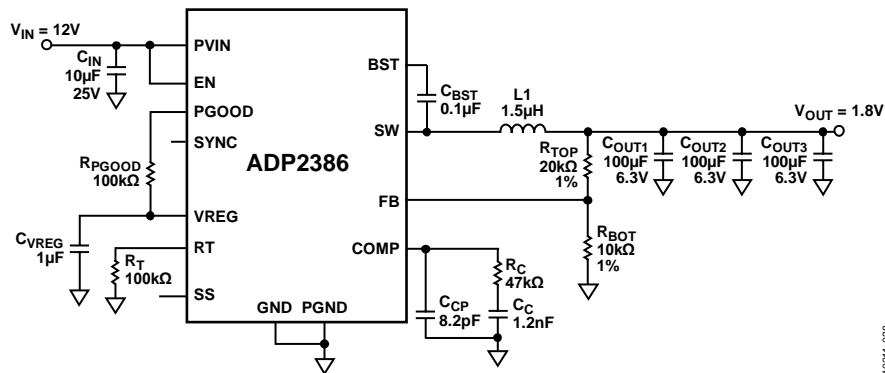 VIN = 12V
CIN
10µF
25V
PVIN
EN
PGOOD
SYNC
RPGOOD
100kΩ
VREG
CVREG
1µF
RT
RT
100kΩ
SS
ADP2386
GND PGND
BST
CBST
0.1µF
SW
L1
1.5µH
VOUT = 1.8V
RTOP
20kΩ
1%
COUT1
100µF
6.3V
COUT2
100µF
6.3V
COUT3
100µF
6.3V
FB
RBOT
10kΩ
1%
COMP
RC
47kΩ
CCP
8.2pF
CC
1.2nF